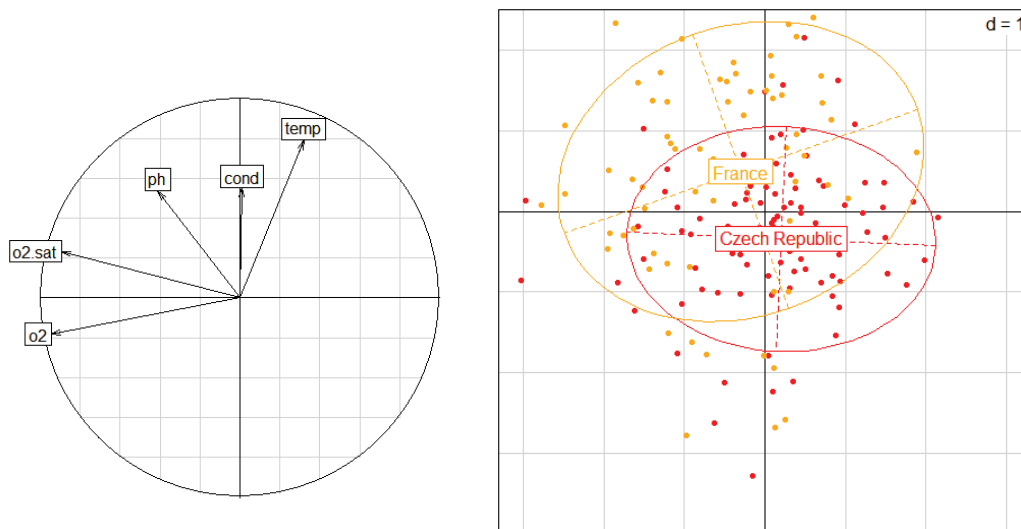 d = 1
temp
ph
cond
France
Czech Republic
o2.sat
o2